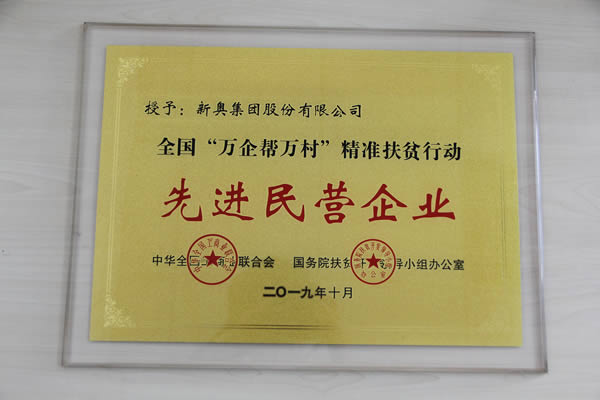 授予：新奥集团股份有限公司
全国“万企帮万村”精准扶贫行动
先进民营企业
中华全国工商业联合会 国务院扶贫开发领导小组办公室
二〇一九年十月